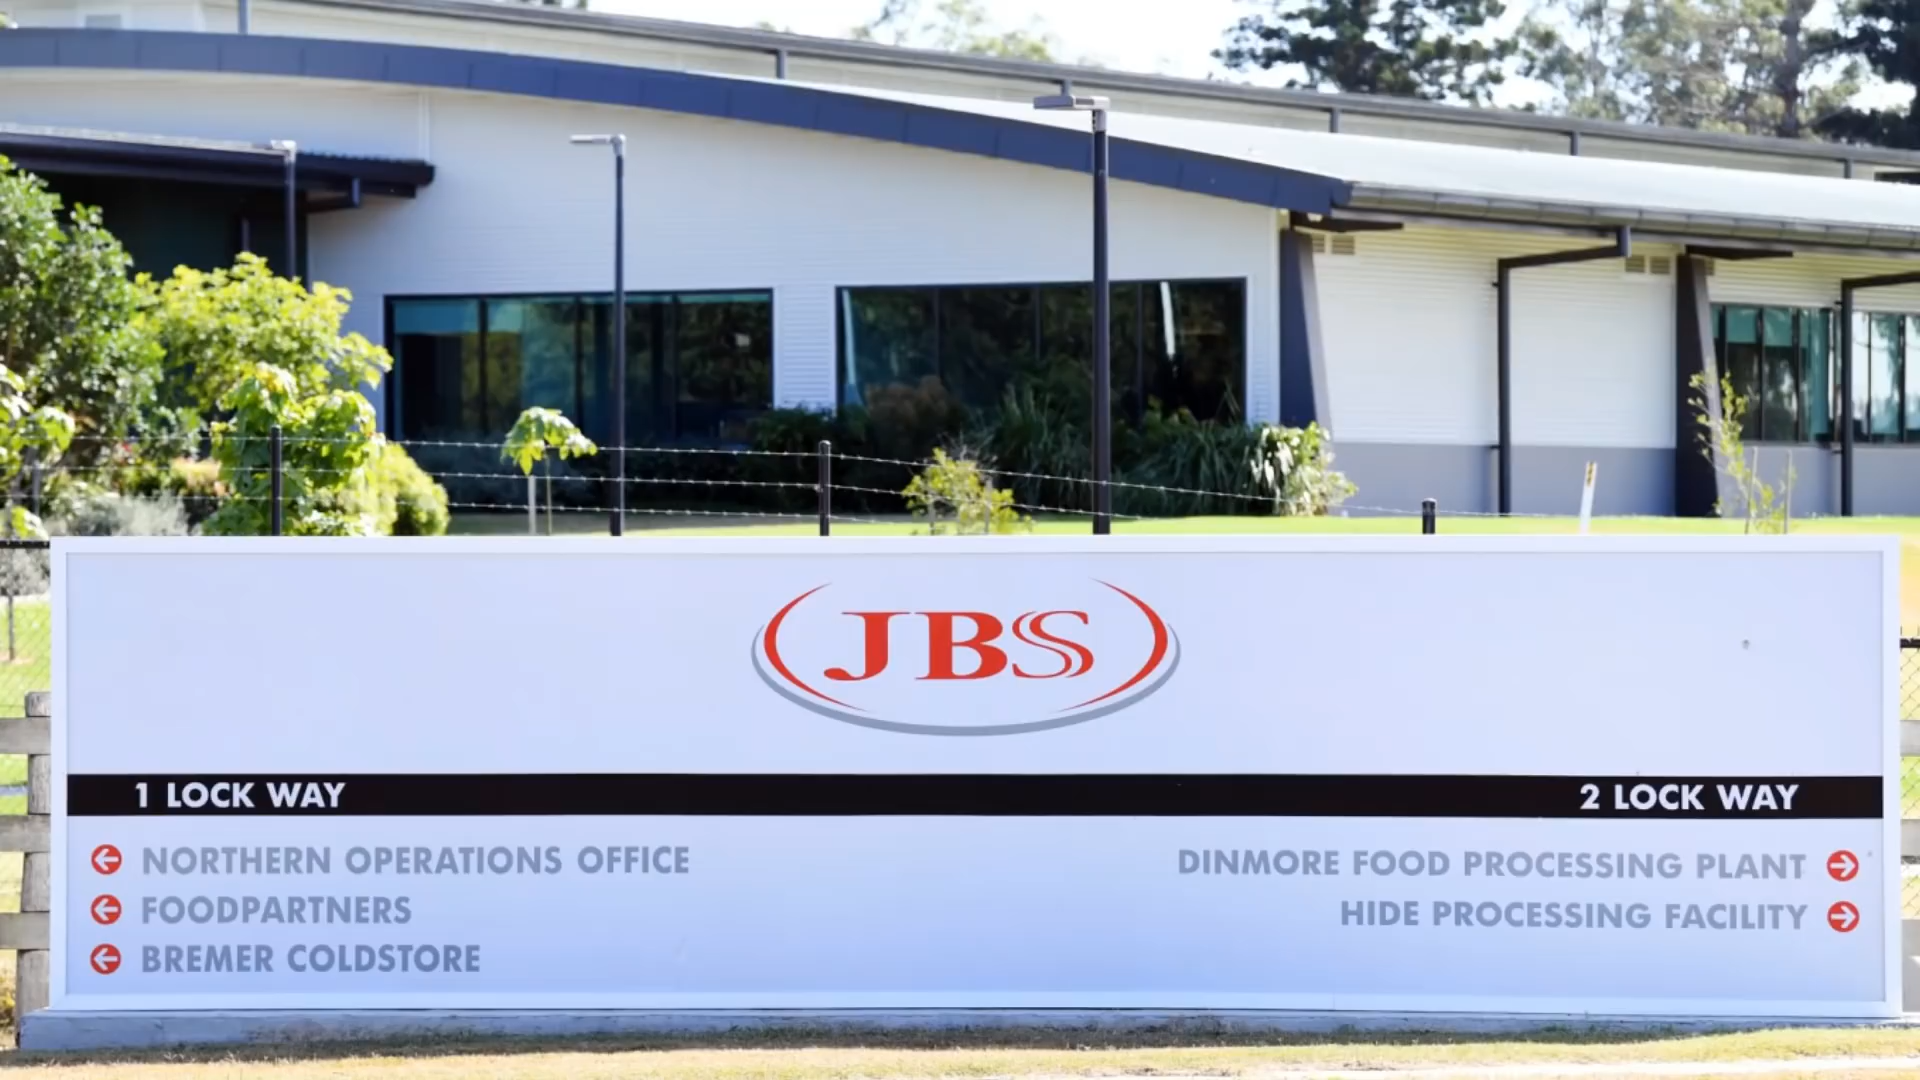 JBS
1 LOCK WAY
2 LOCK WAY
NORTHERN OPERATIONS OFFICE
FOODPARTNERS
BREMER COLDSTORE
DINMORE FOOD PROCESSING PLANT
HIDE PROCESSING FACILITY